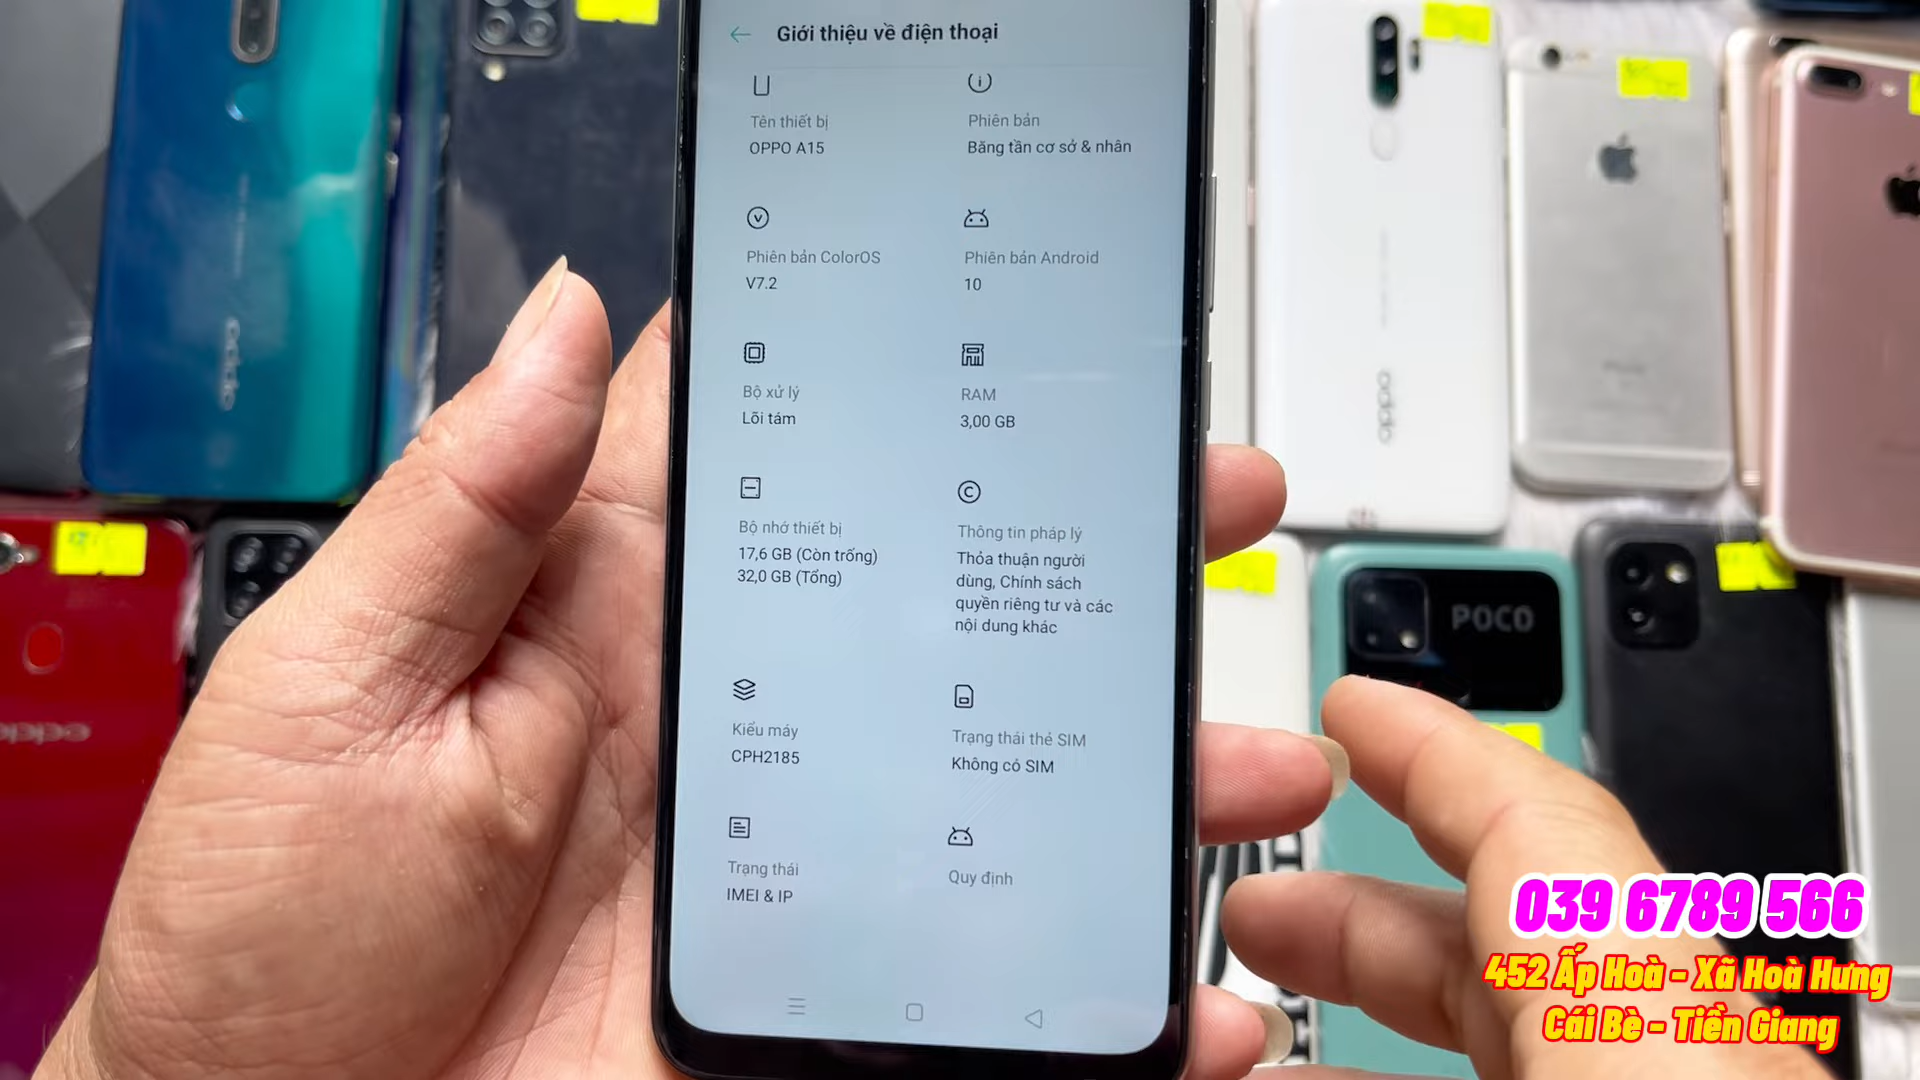 Giới thiệu về điện thoại
Tên thiết bị
OPPO A15
Phiên bản
Băng tần cơ sở & nhân
Phiên bản ColorOS
V7.2
Phiên bản Android
10
Bộ xử lý
Lõi tám
RAM
3,00 GB
Bộ nhớ thiết bị
17,6 GB (Còn trống)
32,0 GB (Tổng)
Thông tin pháp lý
Thỏa thuận người
dùng, Chính sách
quyền riêng tư và các
nội dung khác
Kiểu máy
CPH2185
Trạng thái thẻ SIM
Không có SIM
Trạng thái
IMEI & IP
Quy định
oppo
oppo
oppo
POCO
039 6789 566
452 Ấp Hoà - Xã Hoà Hưng
Cái Bè - Tiền Giang